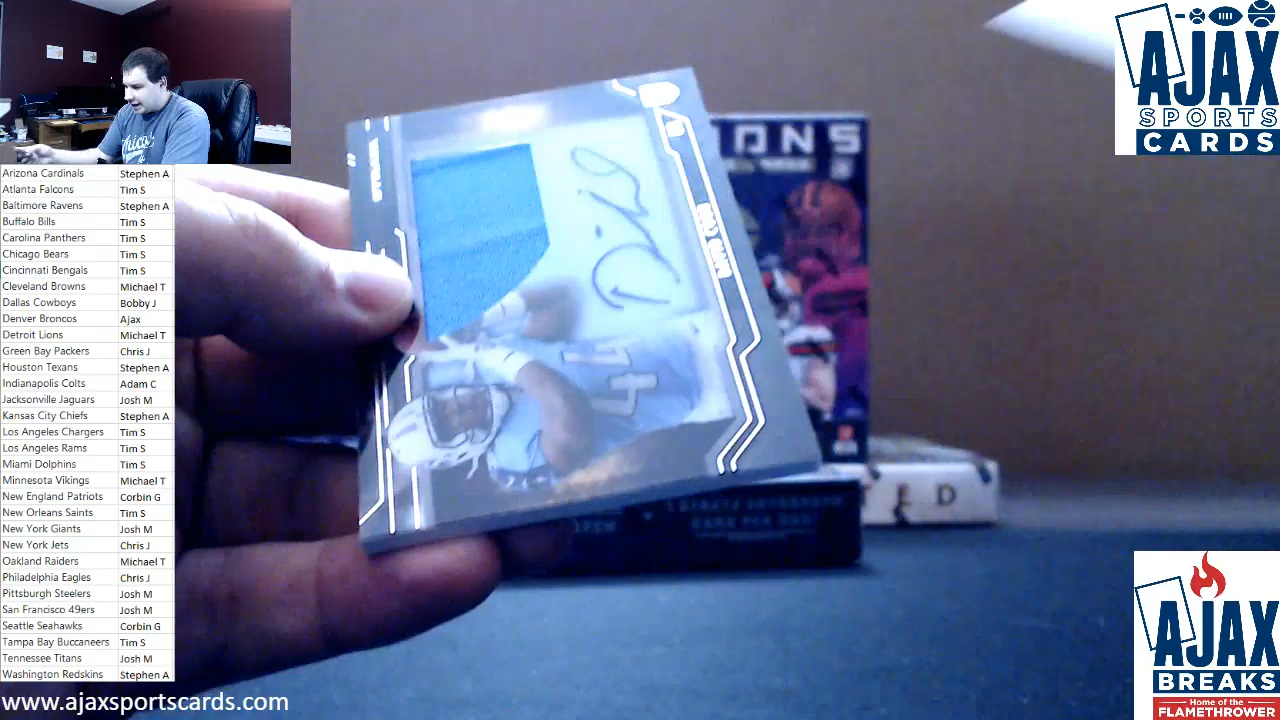 AJAX
SPORTS
CARDS
Arizona Cardinals Stephen A
Atlanta Falcons Tim S
Baltimore Ravens Stephen A
Buffalo Bills Tim S
Carolina Panthers Tim S
Chicago Bears Tim S
Cincinnati Bengals Tim S
Cleveland Browns Michael T
Dallas Cowboys Bobby J
Denver Broncos Ajax
Detroit Lions Michael T
Green Bay Packers Chris J
Houston Texans Stephen A
Indianapolis Colts Adam C
Jacksonville Jaguars Josh M
Kansas City Chiefs Stephen A
Los Angeles Chargers Tim S
Los Angeles Rams Tim S
Miami Dolphins Tim S
Minnesota Vikings Michael T
New England Patriots Corbin G
New Orleans Saints Tim S
New York Giants Josh M
New York Jets Chris J
Oakland Raiders Michael T
Philadelphia Eagles Chris J
Pittsburgh Steelers Josh M
San Francisco 49ers Josh M
Seattle Seahawks Corbin G
Tampa Bay Buccaneers Tim S
Tennessee Titans Josh M
Washington Redskins Stephen A
www.ajaxsportscards.com
ONS
TED
AJAX
BREAKS
Home of the
FLAMETHROWER